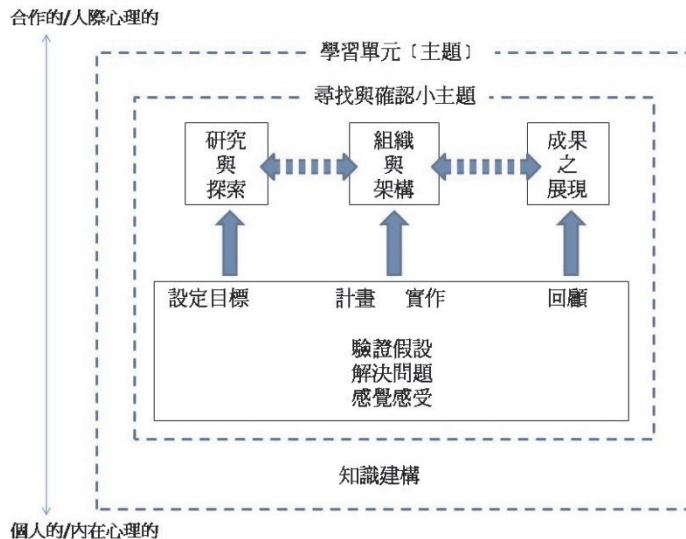 合作的/人際心理的
學習單元〔主題〕
尋找與確認小主題
研究
與
探索
組織
與
架構
成果
之
展現
設定目標
計畫
實作
回顧
驗證假設
解決問題
感覺感受
知識建構
個人的/內在心理的